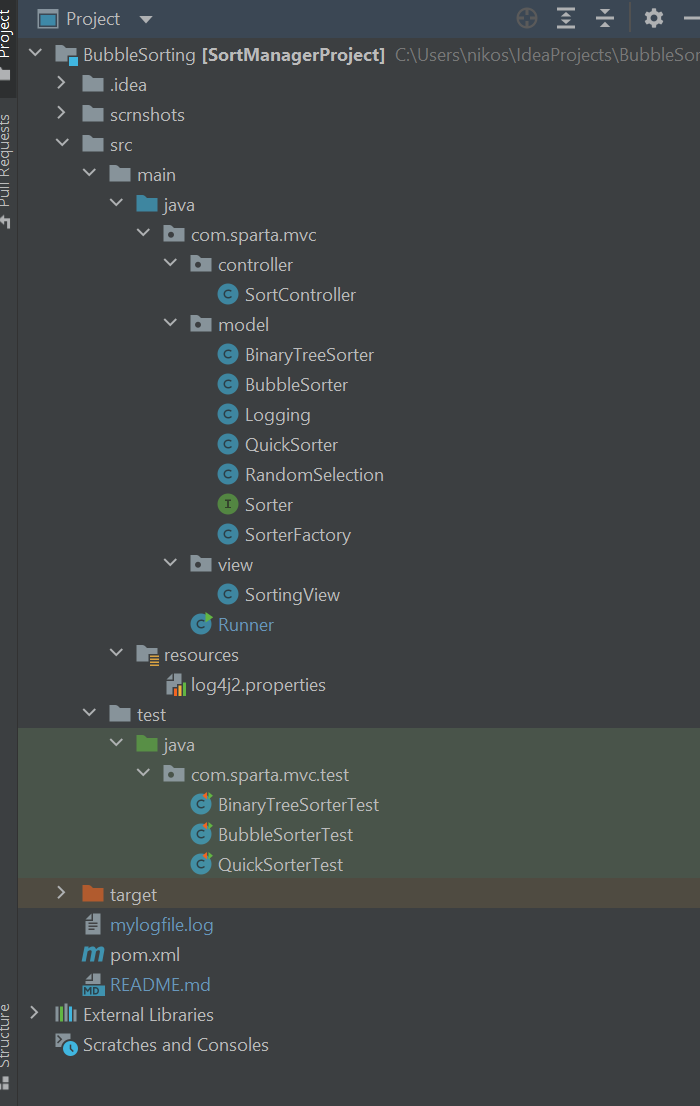 Project
BubbleSorting [SortManagerProject] C:\Users\nikos\IdeaProjects\BubbleSor
.idea
scrnshots
src
main
java
com.sparta.mvc
controller
C SortController
model
C BinaryTreeSorter
C BubbleSorter
C Logging
C QuickSorter
C RandomSelection
I Sorter
C SorterFactory
view
C SortingView
C Runner
resources
log4j2.properties
test
java
com.sparta.mvc.test
C BinaryTreeSorterTest
C BubbleSorterTest
C QuickSorterTest
target
mylogfile.log
m pom.xml
MD README.md
External Libraries
Scratches and Consoles
Project
Pull Requests
Structure